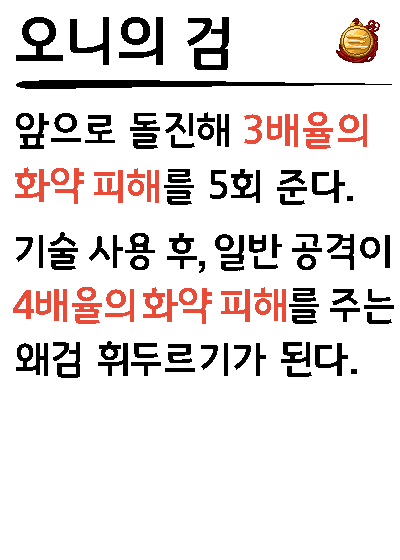 오니의 검
앞으로 돌진해 3배율의
화약 피해를 5회 준다.
기술 사용 후, 일반 공격이
4배율의 화약 피해를 주는
왜검 휘두르기가 된다.